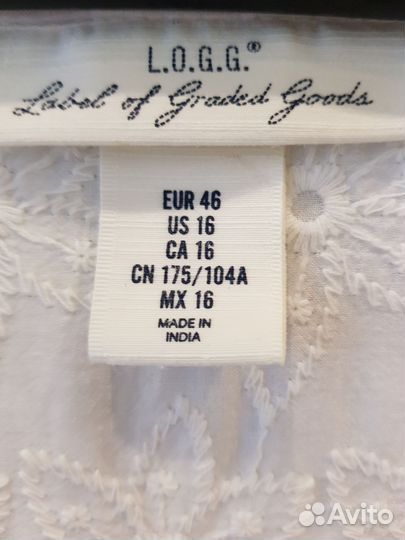 L.O.G.G.®
Label of Graded Goods
EUR 46
US 16
CA 16
CN 175/104A
MX 16
MADE IN
INDIA
Avito